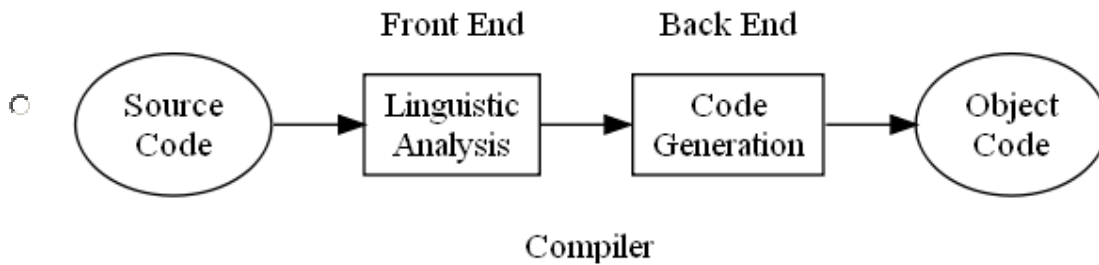 Front End
Back End
Source
Code
Linguistic
Analysis
Code
Generation
Object
Code
Compiler